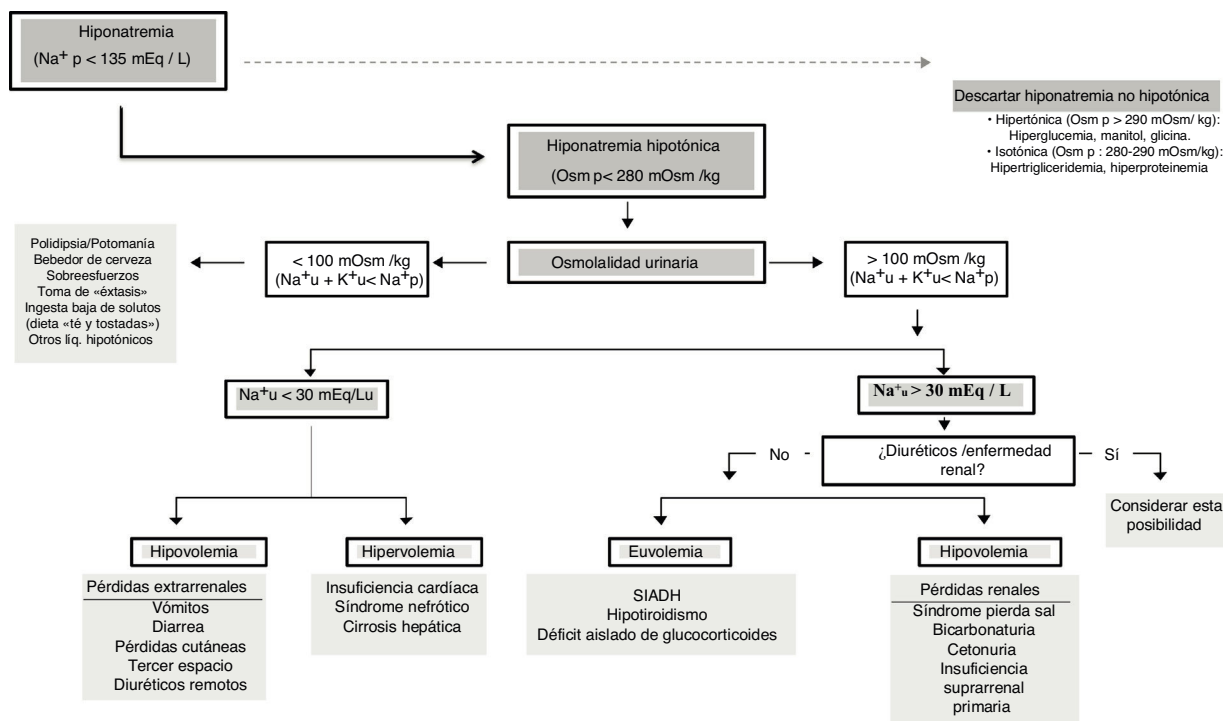 Hiponatremia
(Na+ p < 135 mEq / L)
Descartar hiponatremia no hipotónica
• Hipertónica (Osm p > 290 mOsm/ kg):
Hiperglucemia, manitol, glicina.
• Isotónica (Osm p : 280-290 mOsm/kg):
Hipertrigliceridemia, hiperproteinemia
Hiponatremia hipotónica
(Osm p< 280 mOsm /kg
Osmolalidad urinaria
< 100 mOsm /kg
(Na+u + K+u< Na+p)
> 100 mOsm /kg
(Na+u + K+u< Na+p)
Polidipsia/Potomanía
Bebedor de cerveza
Sobreesfuerzos
Toma de «éxtasis»
Ingesta baja de solutos
(dieta «té y tostadas»)
Otros líq. hipotónicos
Na+u < 30 mEq/Lu
Na+u > 30 mEq / L
No
¿Diuréticos /enfermedad
renal?
Sí
Considerar esta
posibilidad
Hipovolemia
Pérdidas extrarrenales
Vómitos
Diarrea
Pérdidas cutáneas
Tercer espacio
Diuréticos remotos
Hipervolemia
Insuficiencia cardíaca
Síndrome nefrótico
Cirrosis hepática
Euvolemia
SIADH
Hipotiroidismo
Déficit aislado de glucocorticoides
Hipovolemia
Pérdidas renales
Síndrome pierda sal
Bicarbonaturia
Cetonuria
Insuficiencia
suprarrenal
primaria